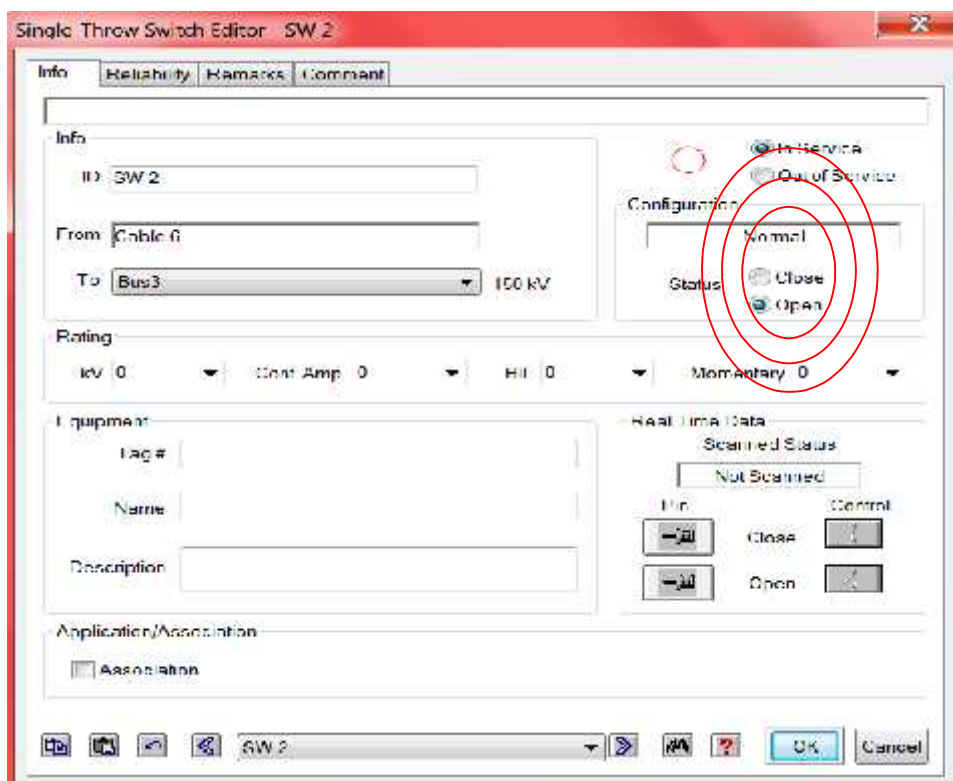 Single Throw Switch Editor SW 2
Info Reliability Remarks Comment
Info
In Service
ID SW 2
Out of Service
Configuration
From Cable 6
Normal
To Bus3 150 kV
Status Close
Open
Rating
kV 0 Cont. Amp 0 BIL 0 Momentary 0
Equipment
Real Time Data
Tag #
Scanned Status
Not Scanned
Name
Pin Control
Close
Description
Open
Application/Association
Association
SW 2
?
OK Cancel